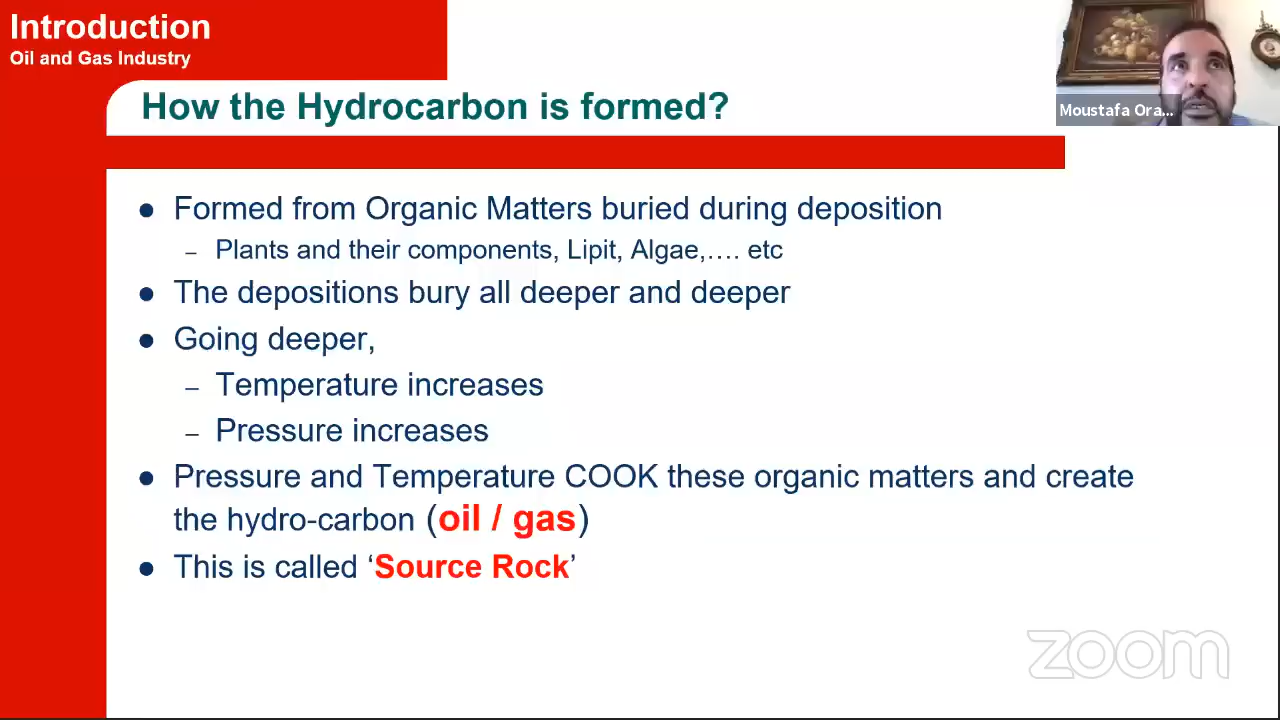 Introduction
Oil and Gas Industry
Moustafa Ora...
How the Hydrocarbon is formed?
● Formed from Organic Matters buried during deposition
– Plants and their components, Lipit, Algae,…. etc
● The depositions bury all deeper and deeper
● Going deeper,
– Temperature increases
– Pressure increases
● Pressure and Temperature COOK these organic matters and create
the hydro-carbon (oil / gas)
● This is called ‘Source Rock’
zoom